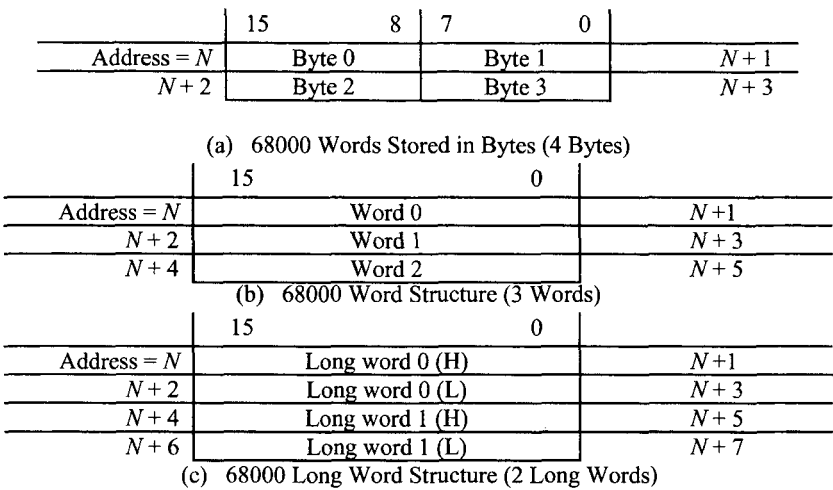 15 8 7 0
Address = N Byte 0 Byte 1 N + 1
N + 2 Byte 2 Byte 3 N + 3
(a) 68000 Words Stored in Bytes (4 Bytes)
15 0
Address = N Word 0 N +1
N + 2 Word 1 N + 3
N + 4 Word 2 N + 5
(b) 68000 Word Structure (3 Words)
15 0
Address = N Long word 0 (H) N +1
N + 2 Long word 0 (L) N + 3
N + 4 Long word 1 (H) N + 5
N + 6 Long word 1 (L) N + 7
(c) 68000 Long Word Structure (2 Long Words)